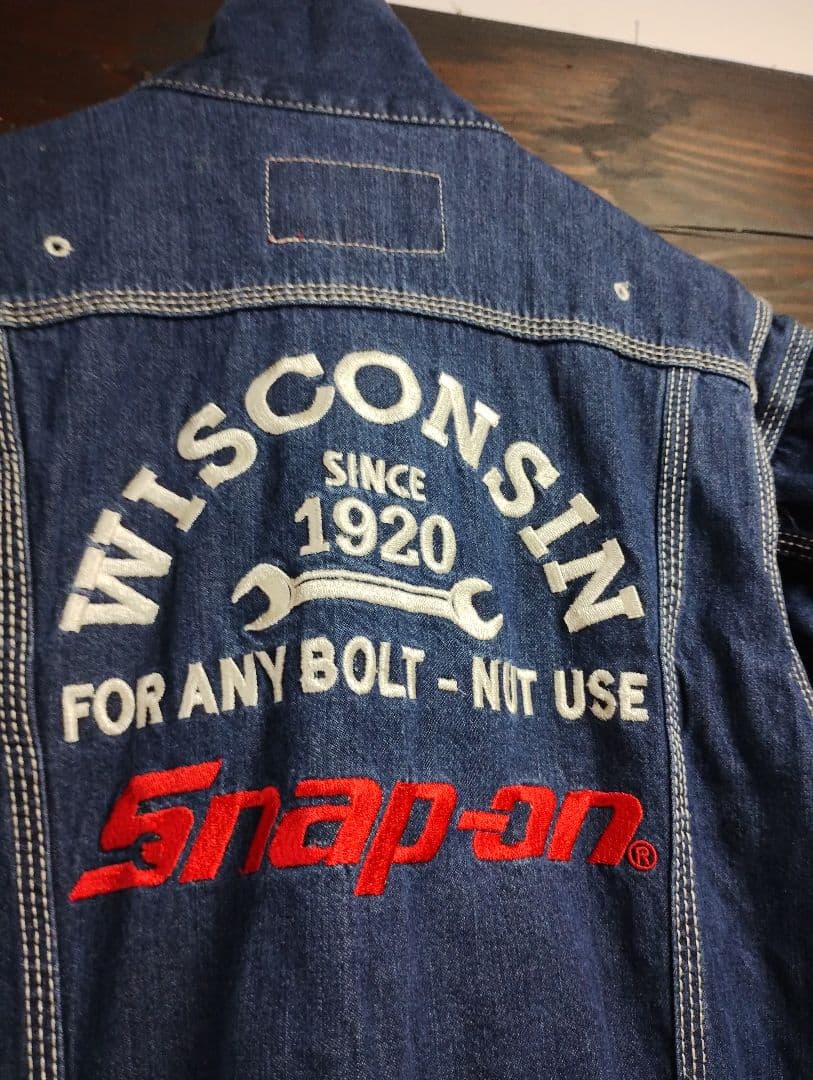 WISCONSIN
SINCE
1920
FOR ANY BOLT - NUT USE
Snap-on®